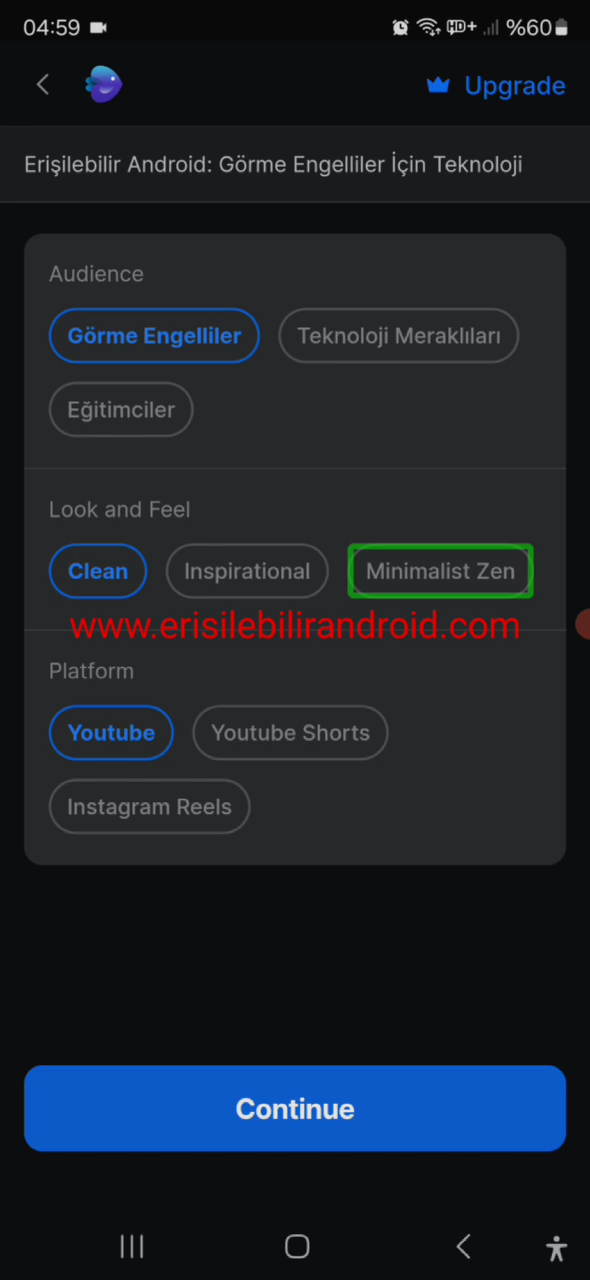 04:59 HD+ %60
Upgrade
Erişilebilir Android: Görme Engelliler İçin Teknoloji
Audience
Görme Engelliler Teknoloji Meraklıları
Eğitimciler
Look and Feel
Clean Inspirational Minimalist Zen
www.erisilebilirandroid.com
Platform
Youtube Youtube Shorts
Instagram Reels
Continue